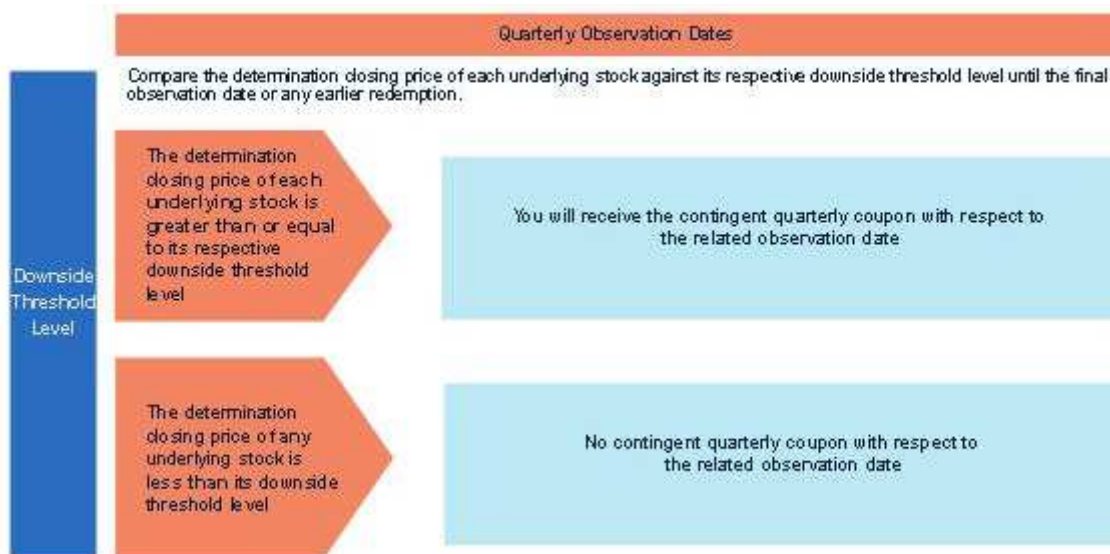 Quarterly Observation Dates
Compare the determination closing price of each underlying stock against its respective downside threshold level until the final
observation date or any earlier redemption.
Downside
Threshold
Level
The determination
closing price of each
underlying stock is
greater than or equal
to its respective
downside threshold
level
You will receive the contingent quarterly coupon with respect to
the related observation date
The determination
closing price of any
underlying stock is
less than its downside
threshold level
No contingent quarterly coupon with respect to
the related observation date